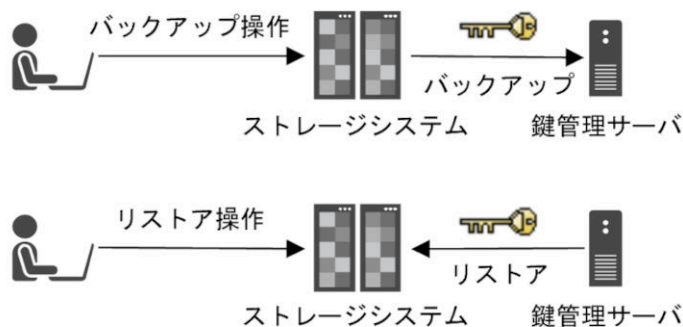 バックアップ操作
バックアップ
ストレージシステム
鍵管理サーバ
リストア操作
リストア
ストレージシステム
鍵管理サーバ